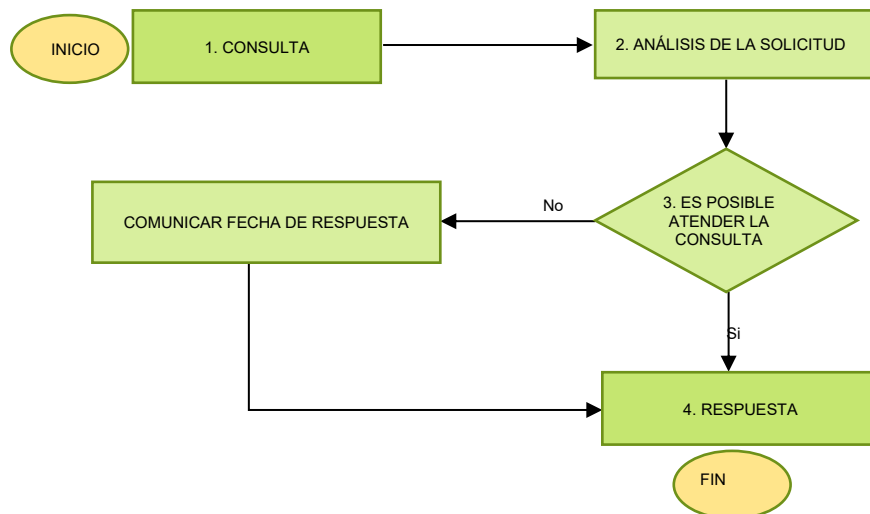 INICIO
1. CONSULTA
2. ANÁLISIS DE LA SOLICITUD
3. ES POSIBLE
ATENDER LA
CONSULTA
No
COMUNICAR FECHA DE RESPUESTA
Si
4. RESPUESTA
FIN